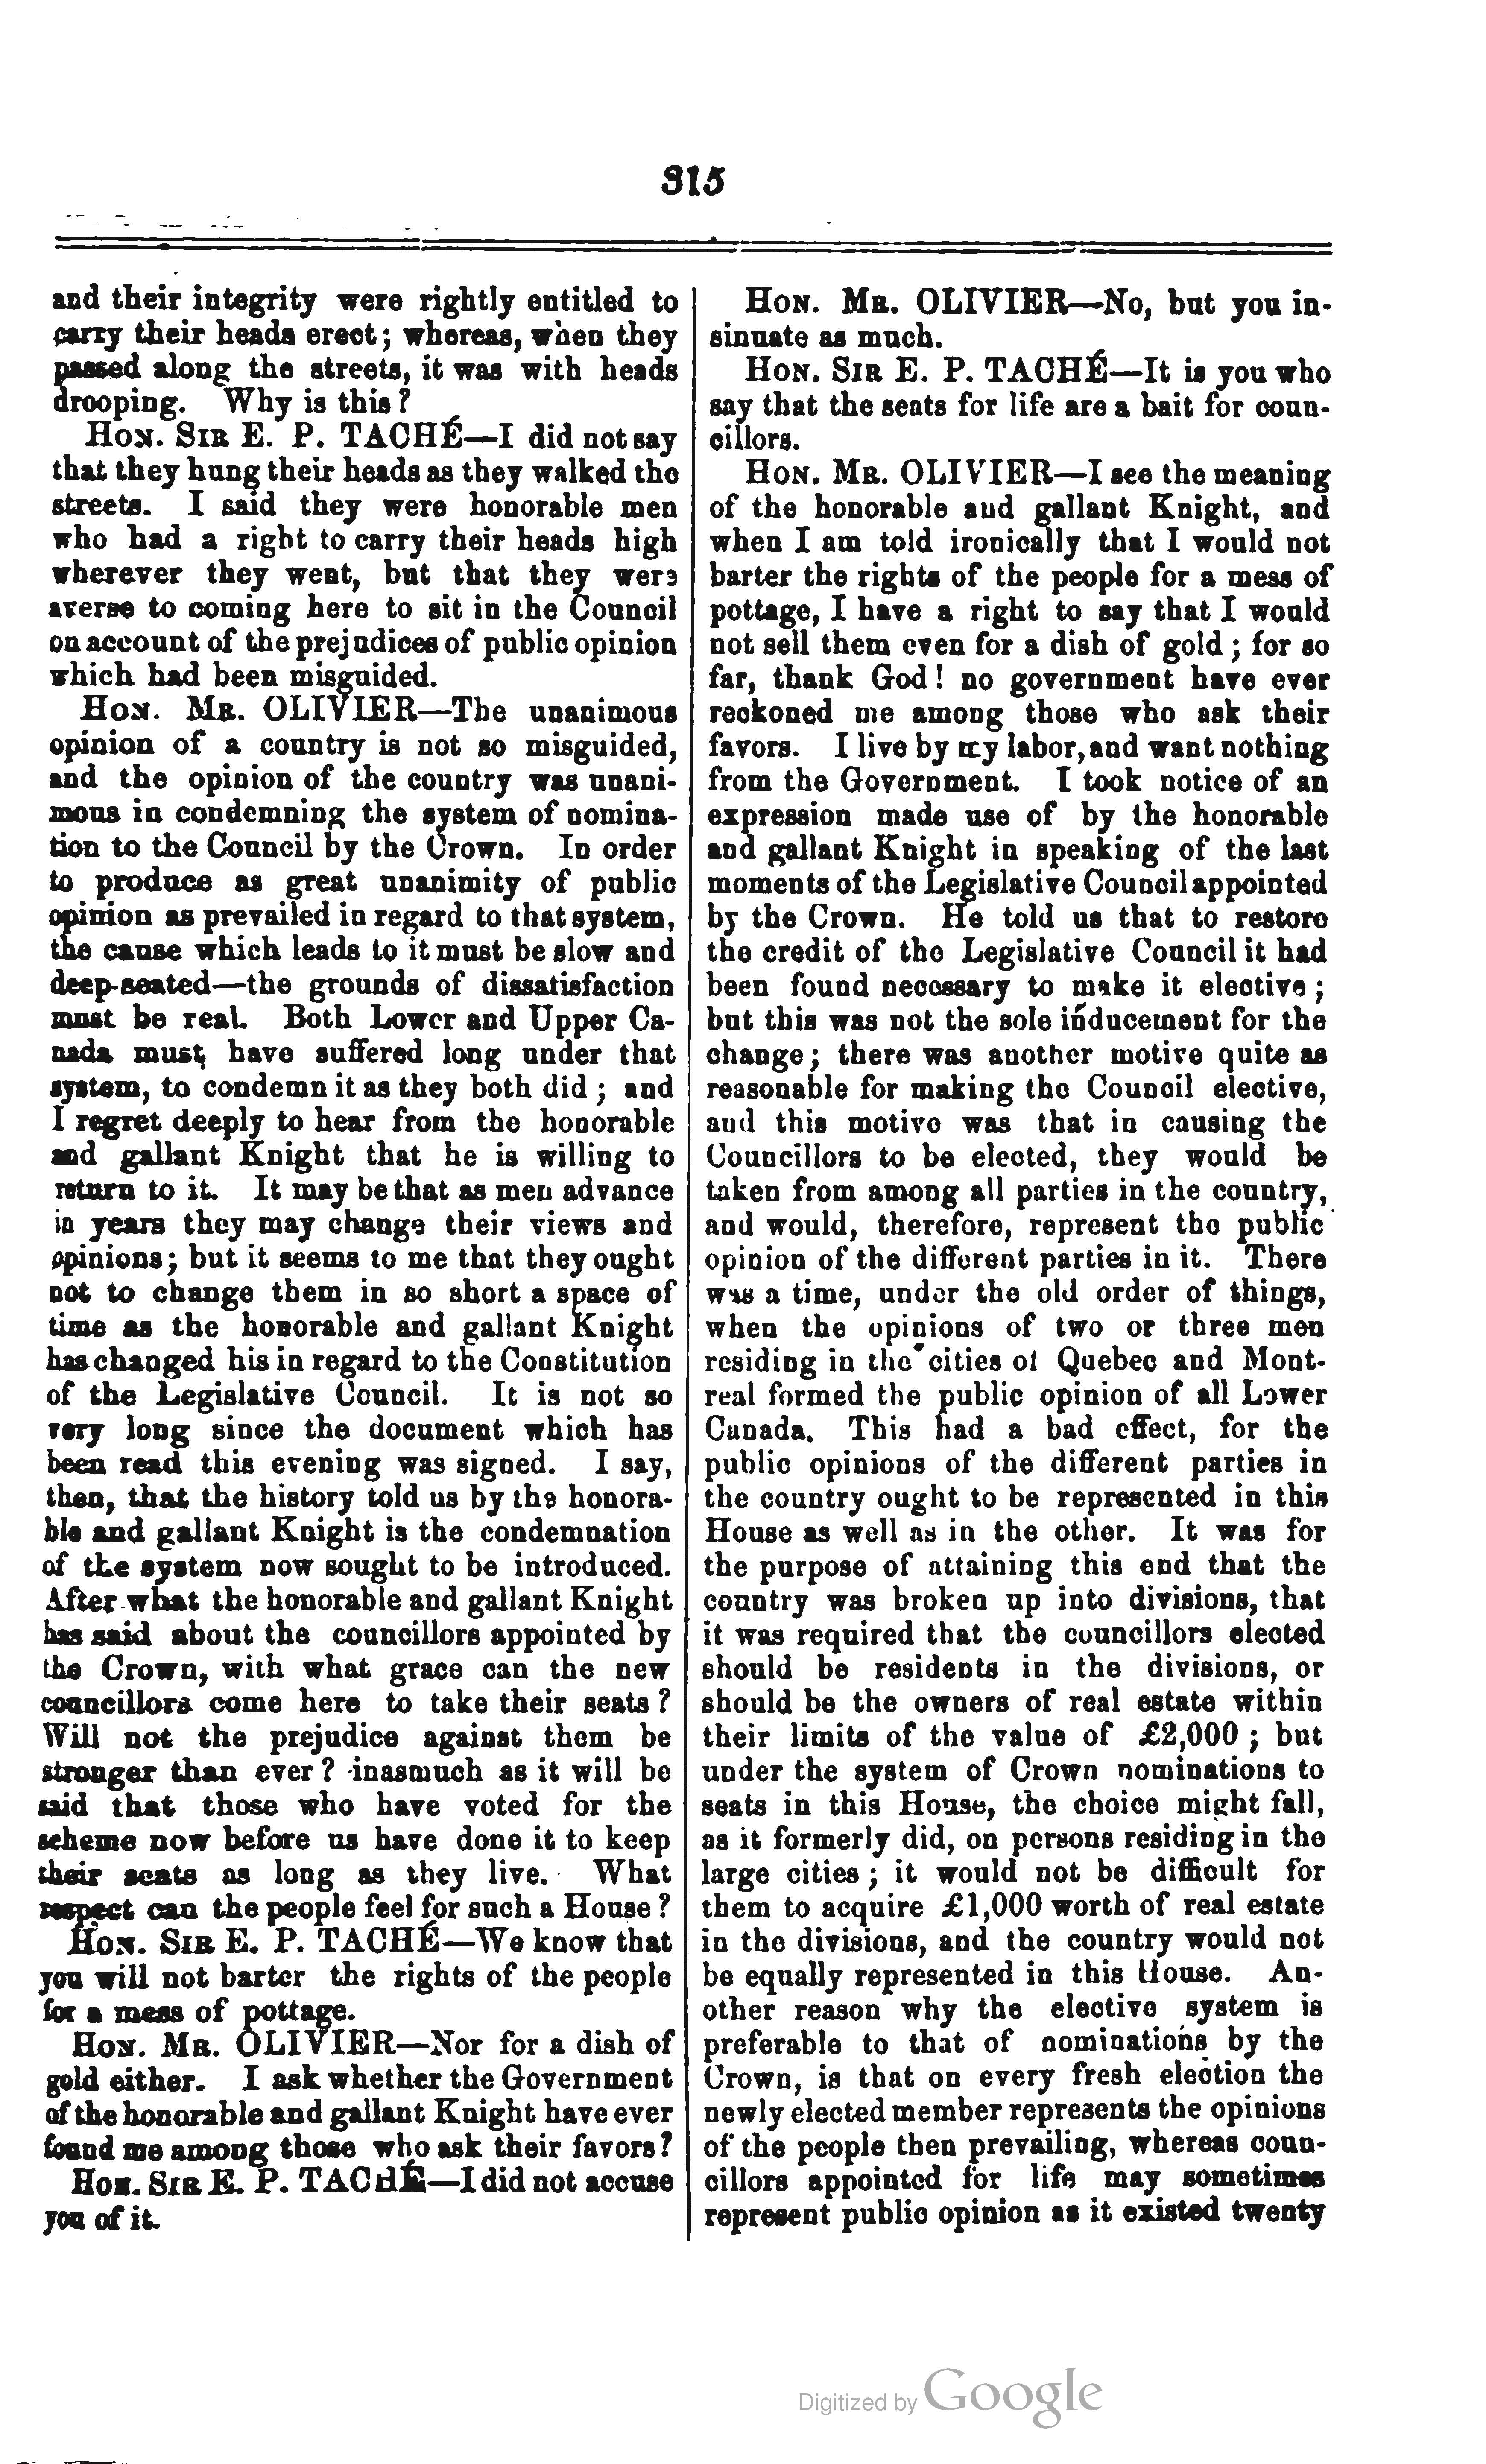 315
and their integrity were rightly entitled to
carry their heads erect; whereas, when they
passed along the streets, it was with heads
drooping. Why is this?
HON. SIR E. P. TACHÉ—I did not say
that they hung their heads as they walked the
streets. I said they were honorable men
who had a right to carry their heads high
wherever they went, but that they were
averse to coming here to sit in the Council
on account of the prejudices of public opinion
which had been misguided.
HON. MR. OLIVIER—The unanimous
opinion of a country is not so misguided,
and the opinion of the country was unani-
mous in condemning the system of nomina-
tion to the Council by the Crown. In order
to produce as great unanimity of public
opinion as prevailed in regard to that system,
the cause which leads to it must be slow and
deep-seated—the grounds of dissatisfaction
must be real. Both Lower and Upper Ca-
nada must have suffered long under that
system, to condemn it as they both did; and
I regret deeply to hear from the honorable
and gallant Knight that he is willing to
return to it. It may be that as men advance
in years they may change their views and
opinions; but it seems to me that they ought
not to change them in so short a space of
time as the honorable and gallant Knight
has changed his in regard to the Constitution
of the Legislative Council. It is not so
very long since the document which has
been read this evening was signed. I say,
then, that the history told us by the honora-
ble and gallant Knight is the condemnation
of the system now sought to be introduced.
After what the honorable and gallant Knight
has said about the councillors appointed by
the Crown, with what grace can the new
councillors come here to take their seats?
Will not the prejudice against them be
stronger than ever? inasmuch as it will be
said that those who have voted for the
scheme now before us have done it to keep
their seats as long as they live. What
respect can the people feel for such a House?
HON. SIR E. P. TACHÉ—We know that
you will not barter the rights of the people
for a mess of pottage.
HON. MR. OLIVIER—Nor for a dish of
gold either. I ask whether the Government
of the honorable and gallant Knight have ever
found me among those who ask their favors?
HON. SIR E. P. TACHÉ—I did not accuse
you of it.
HON. MR. OLIVIER—No, but you in-
sinuate as much.
HON. SIR E. P. TACHÉ—It is you who
say that the seats for life are a bait for coun-
cillors.
HON. MR. OLIVIER—I see the meaning
of the honorable and gallant Knight, and
when I am told ironically that I would not
barter the rights of the people for a mess of
pottage, I have a right to say that I would
not sell them even for a dish of gold; for so
far, thank God! no government have ever
reckoned me among those who ask their
favors. I live by my labor, and want nothing
from the Government. I took notice of an
expression made use of by the honorable
and gallant Knight in speaking of the last
moments of the Legislative Council appointed
by the Crown. He told us that to restore
the credit of the Legislative Council it had
been found necessary to make it elective;
but this was not the sole inducement for the
change; there was another motive quite as
reasonable for making the Council elective,
and this motive was that in causing the
Councillors to be elected, they would be
taken from among all parties in the country,
and would, therefore, represent the public
opinion of the different parties in it. There
was a time, under the old order of things,
when the opinions of two or three men
residing in the cities of Quebec and Mont-
real formed the public opinion of all Lower
Canada. This had a bad effect, for the
public opinions of the different parties in
the country ought to be represented in this
House as well as in the other. It was for
the purpose of attaining this end that the
country was broken up into divisions, that
it was required that the councillors elected
should be residents in the divisions, or
should be the owners of real estate within
their limits of the value of £2,000; but
under the system of Crown nominations to
seats in this House, the choice might fall,
as it formerly did, on persons residing in the
large cities; it would not be difficult for
them to acquire £1,000 worth of real estate
in the divisions, and the country would not
be equally represented in this House. An-
other reason why the elective system is
preferable to that of nominations by the
Crown, is that on every fresh election the
newly elected member represents the opinions
of the people then prevailing, whereas coun-
cillors appointed for life may sometimes
represent public opinion as it existed twenty
Digitized by Google